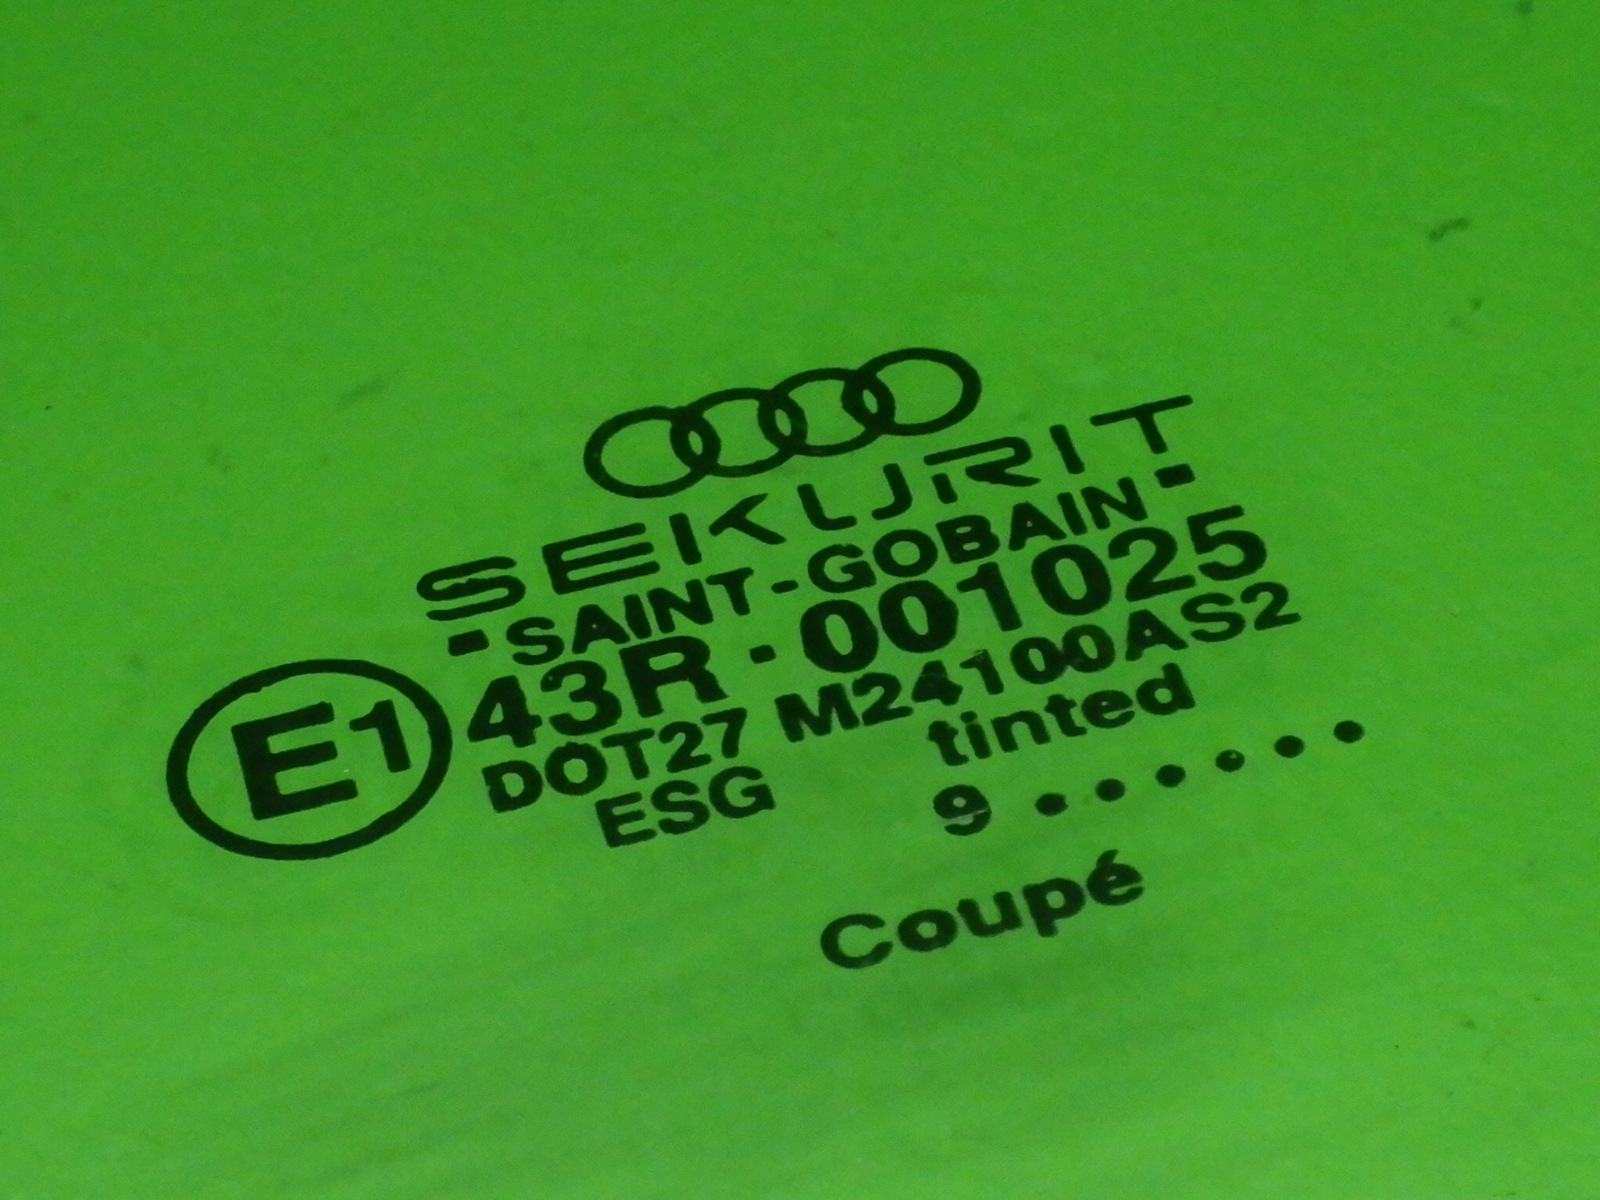 SEKURIT
-SAINT-GOBAIN-
E1 43R-001025
DOT27 M24100AS2
ESG tinted
9 • • • • • •
Coupé